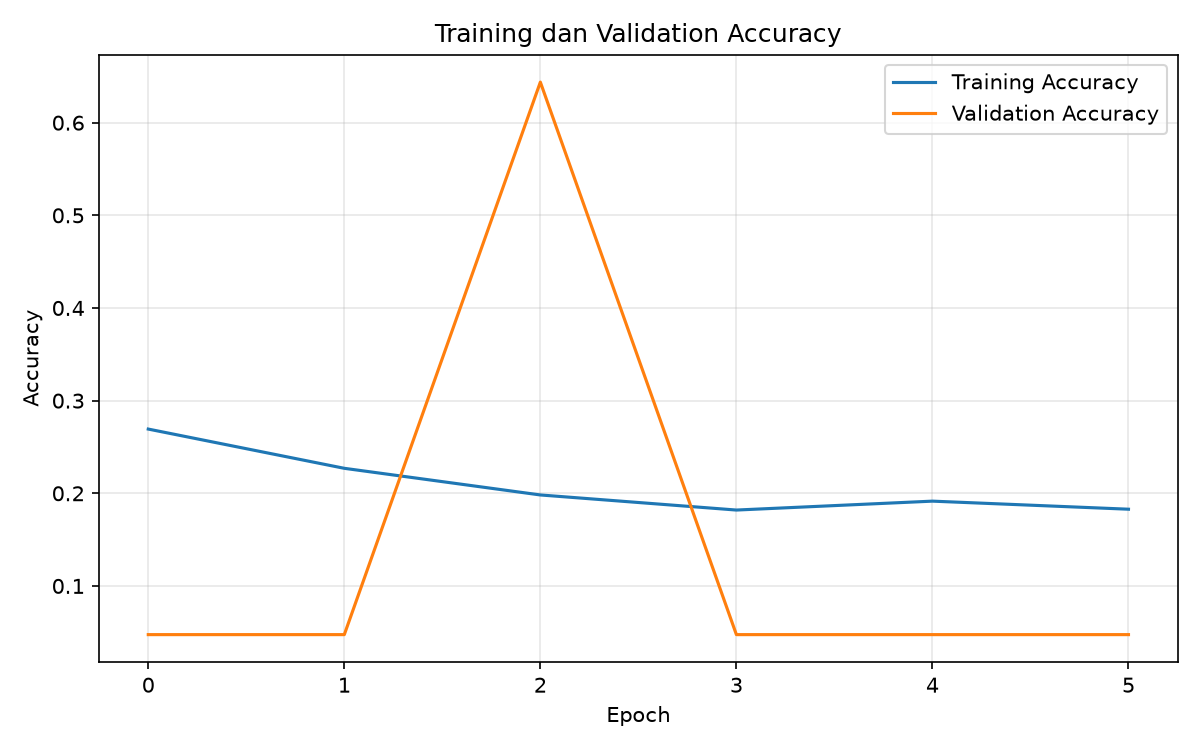 Training dan Validation Accuracy
Training Accuracy
Validation Accuracy
Accuracy
0.6
0.5
0.4
0.3
0.2
0.1
0 1 2 3 4 5
Epoch